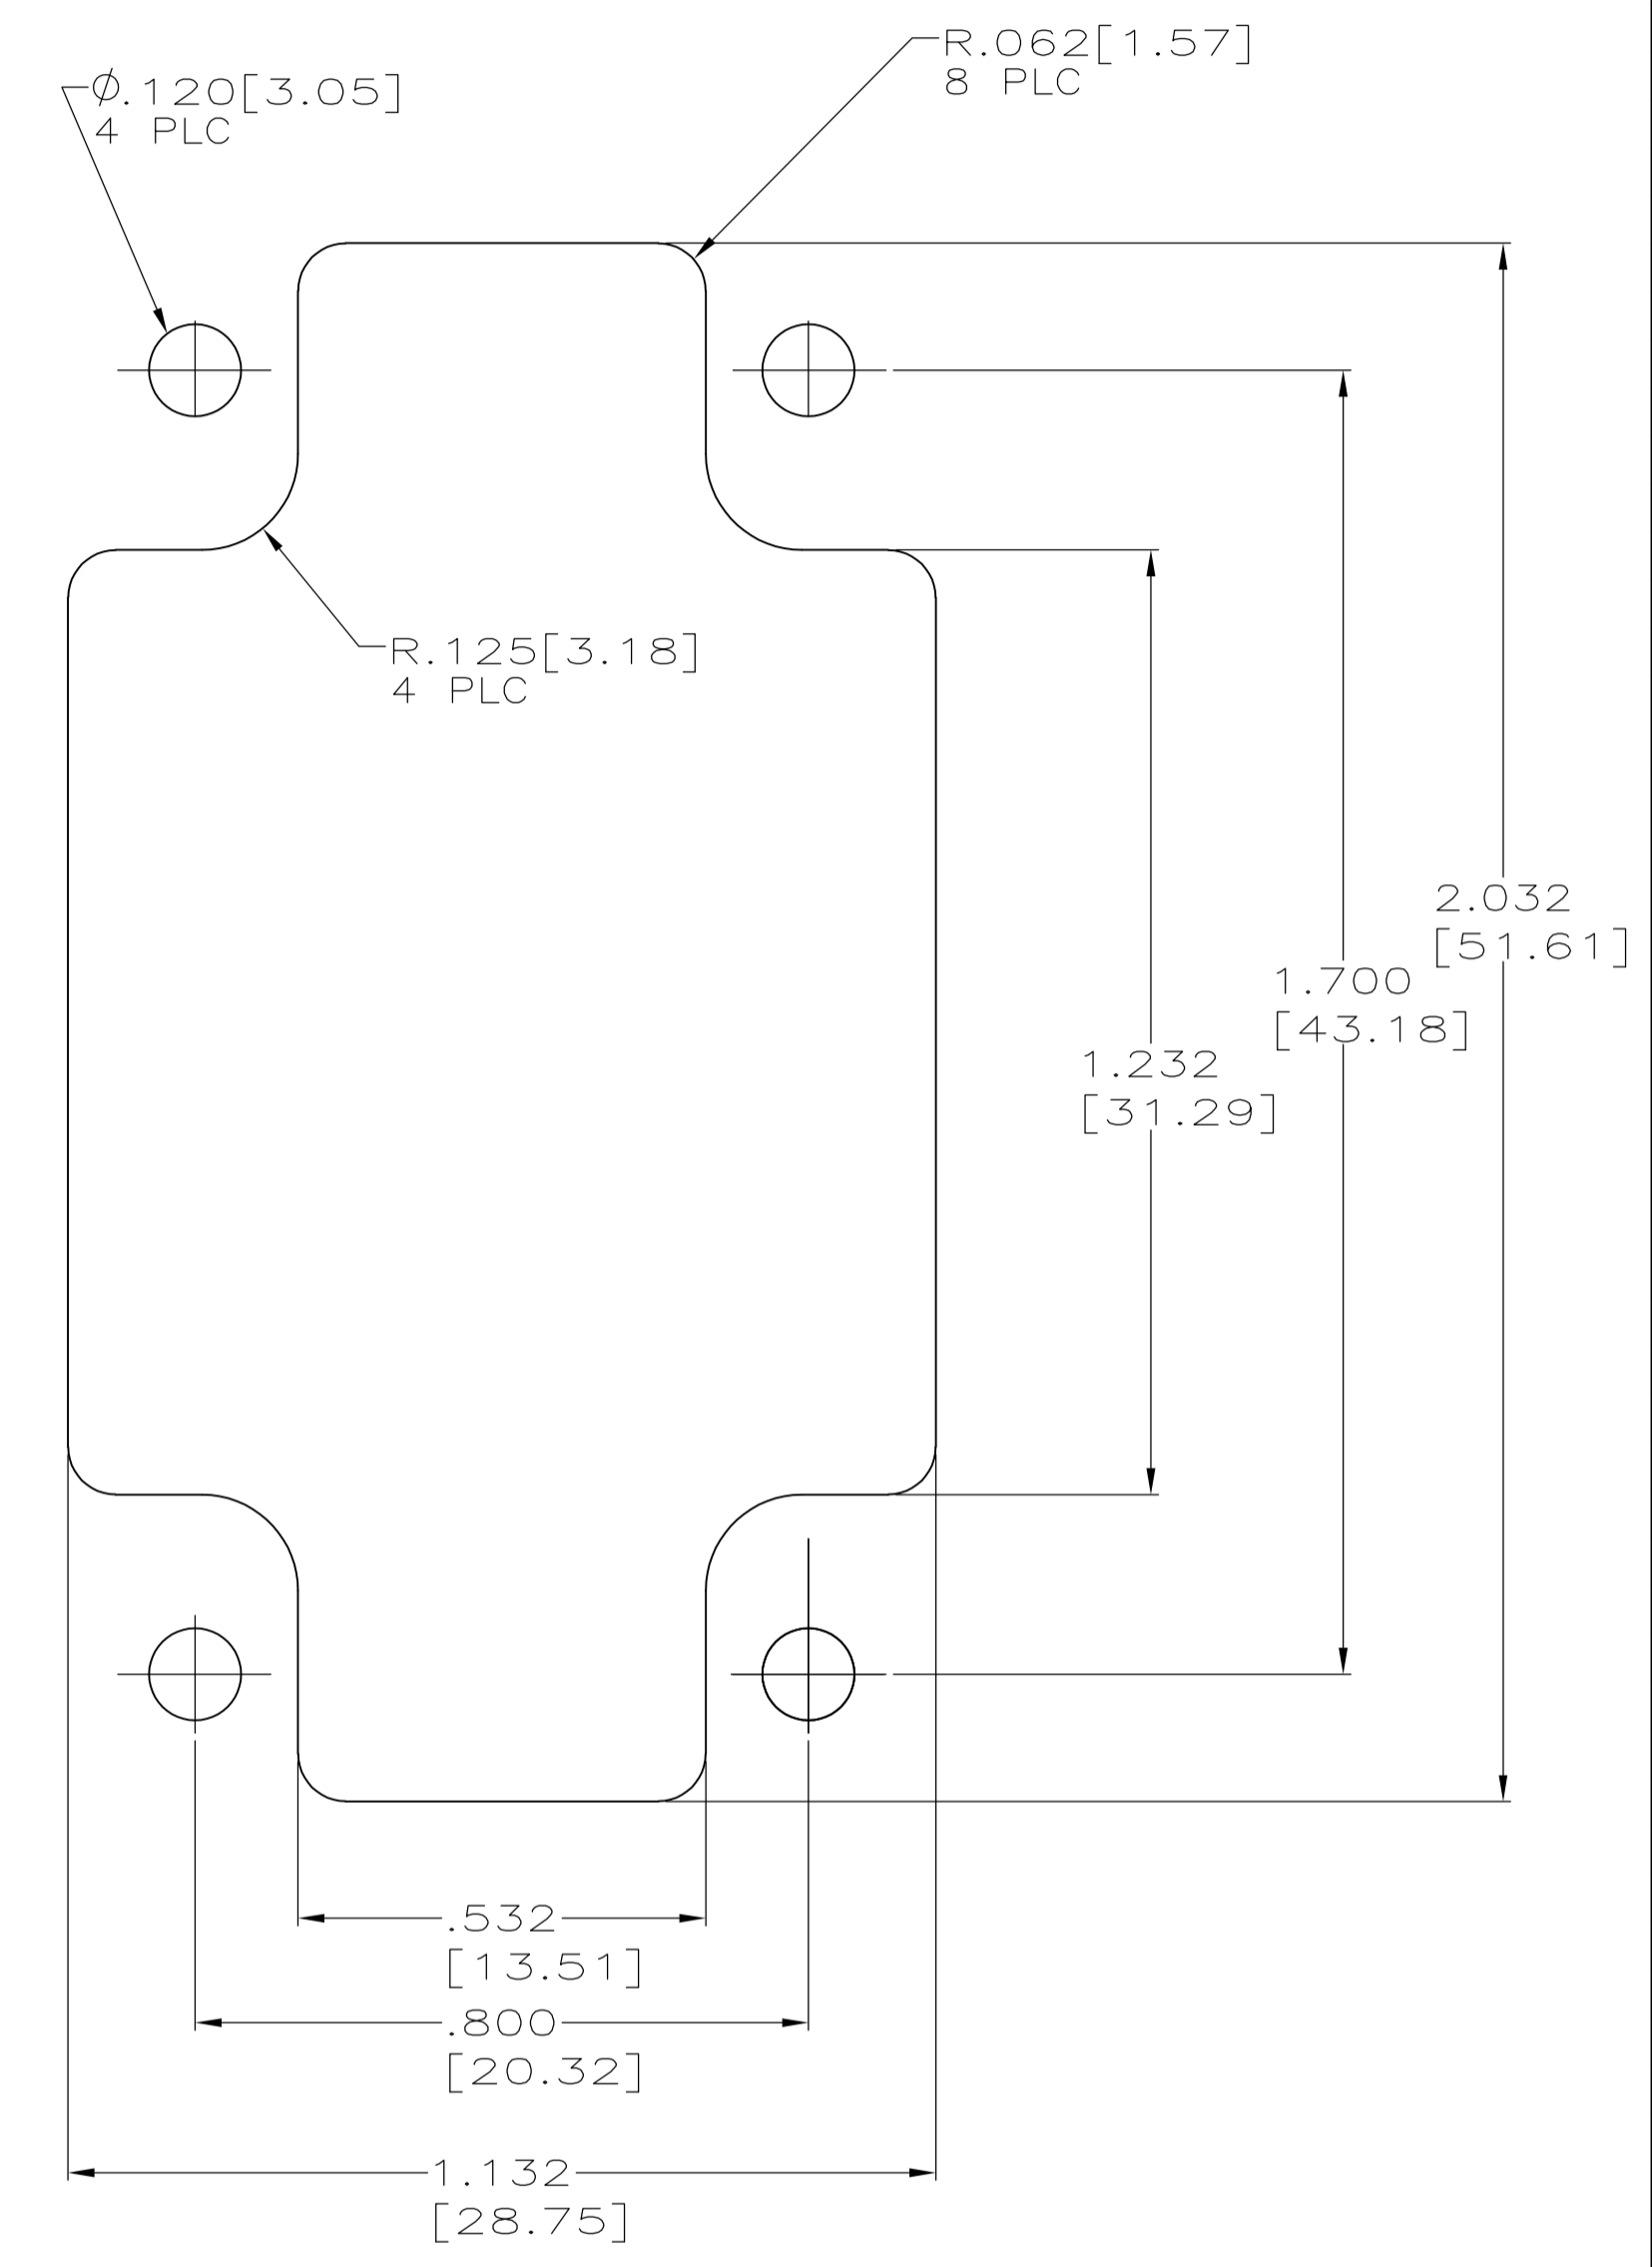 R.062[1.57]
8 PLC
⌀.120[3.05]
4 PLC
R.125[3.18]
4 PLC
2.032
[51.61]
1.700
[43.18]
1.232
[31.29]
.532
[13.51]
.800
[20.32]
1.132
[28.75]